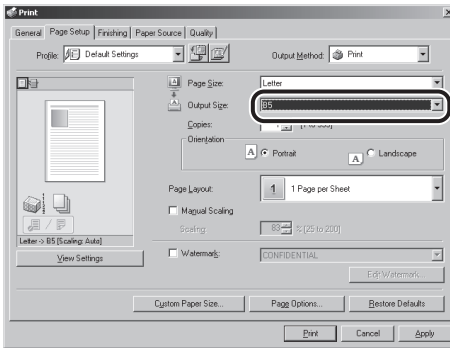 Print
General Page Setup Finishing Paper Source Quality
Profile: Default Settings Output Method: Print
Page Size: Letter
Output Size: B5
Copies:
Orientation
A Portrait A Landscape
Page Layout: 1 1 Page per Sheet
Manual Scaling
Scaling: 83 % (25 to 200)
Letter -> B5 [Scaling: Auto]
View Settings
Watermark: CONFIDENTIAL
Edit Watermark...
Custom Paper Size... Page Options... Restore Defaults
Print Cancel Apply